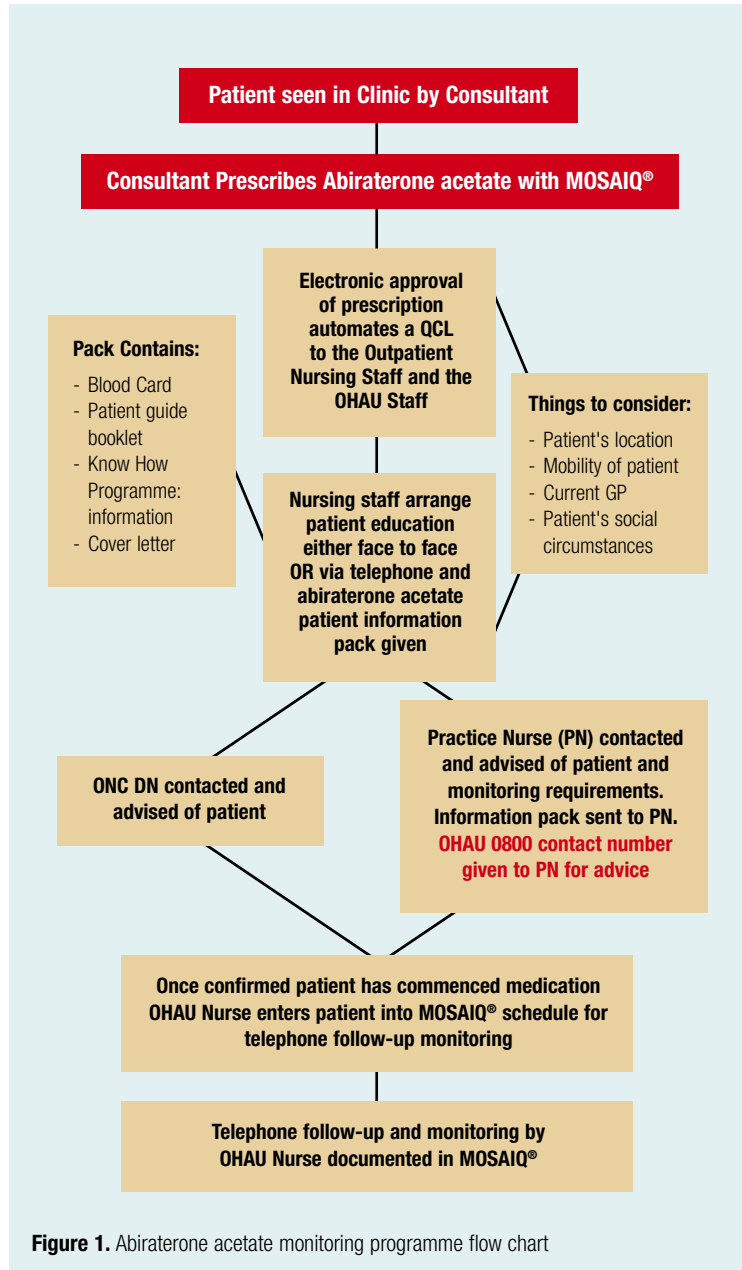 Patient seen in Clinic by Consultant
Consultant Prescribes Abiraterone acetate with MOSAIQ®
Electronic approval
of prescription
automates a QCL
to the Outpatient
Nursing Staff and the
OHAU Staff
Pack Contains:
- Blood Card
- Patient guide
booklet
- Know How
Programme:
information
- Cover letter
Things to consider:
- Patient's location
- Mobility of patient
- Current GP
- Patient's social
circumstances
Nursing staff arrange
patient education
either face to face
OR via telephone and
abiraterone acetate
patient information
pack given
ONC DN contacted and
advised of patient
Practice Nurse (PN) contacted
and advised of patient and
monitoring requirements.
Information pack sent to PN.
OHAU 0800 contact number
given to PN for advice
Once confirmed patient has commenced medication
OHAU Nurse enters patient into MOSAIQ® schedule for
telephone follow-up monitoring
Telephone follow-up and monitoring by
OHAU Nurse documented in MOSAIQ®
Figure 1. Abiraterone acetate monitoring programme flow chart